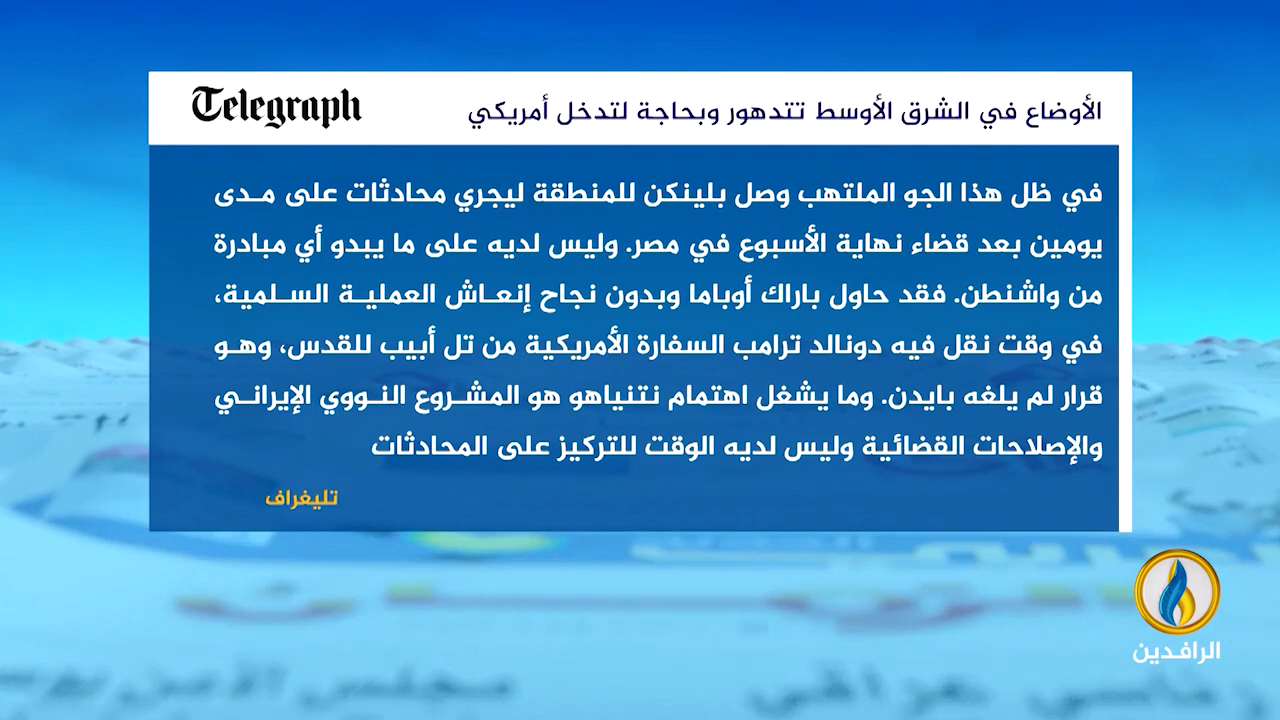 Telegraph
الأوضاع في الشرق الأوسط تتدهور وبحاجة لتدخل أمريكي
في ظل هذا الجو الملتهب وصل بلينكن للمنطقة ليجري محادثات على مـدى
يومين بعد قضاء نهاية الأسبوع في مصر. وليس لديه على ما يبدو أي مبادرة
من واشنطن. فقد حاول باراك أوباما وبدون نجاح إنعـاش العمليـة السـلمية،
في وقت نقل فيه دونالد ترامب السفارة الأمريكية من تل أبيب للقدس، وهـو
قرار لم يلغه بايدن. وما يشغل اهتمام نتنياهو هو المشـروع النـووي الإيرانـي
والإصلاحات القضائية وليس لديه الوقت للتركيز على المحادثات
تليغراف
الرافدين
مجلس الأمن